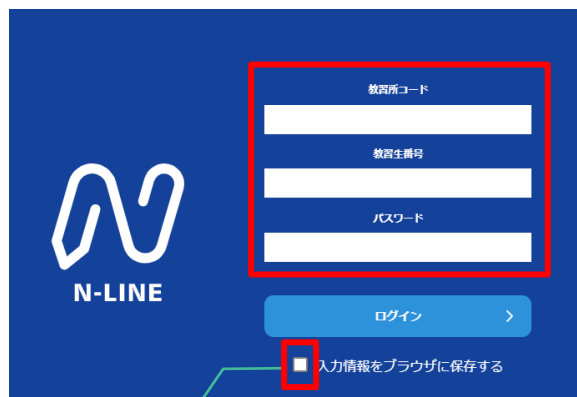 教習所コード
教習生番号
パスワード
N-LINE
ログイン
入力情報をブラウザに保存する